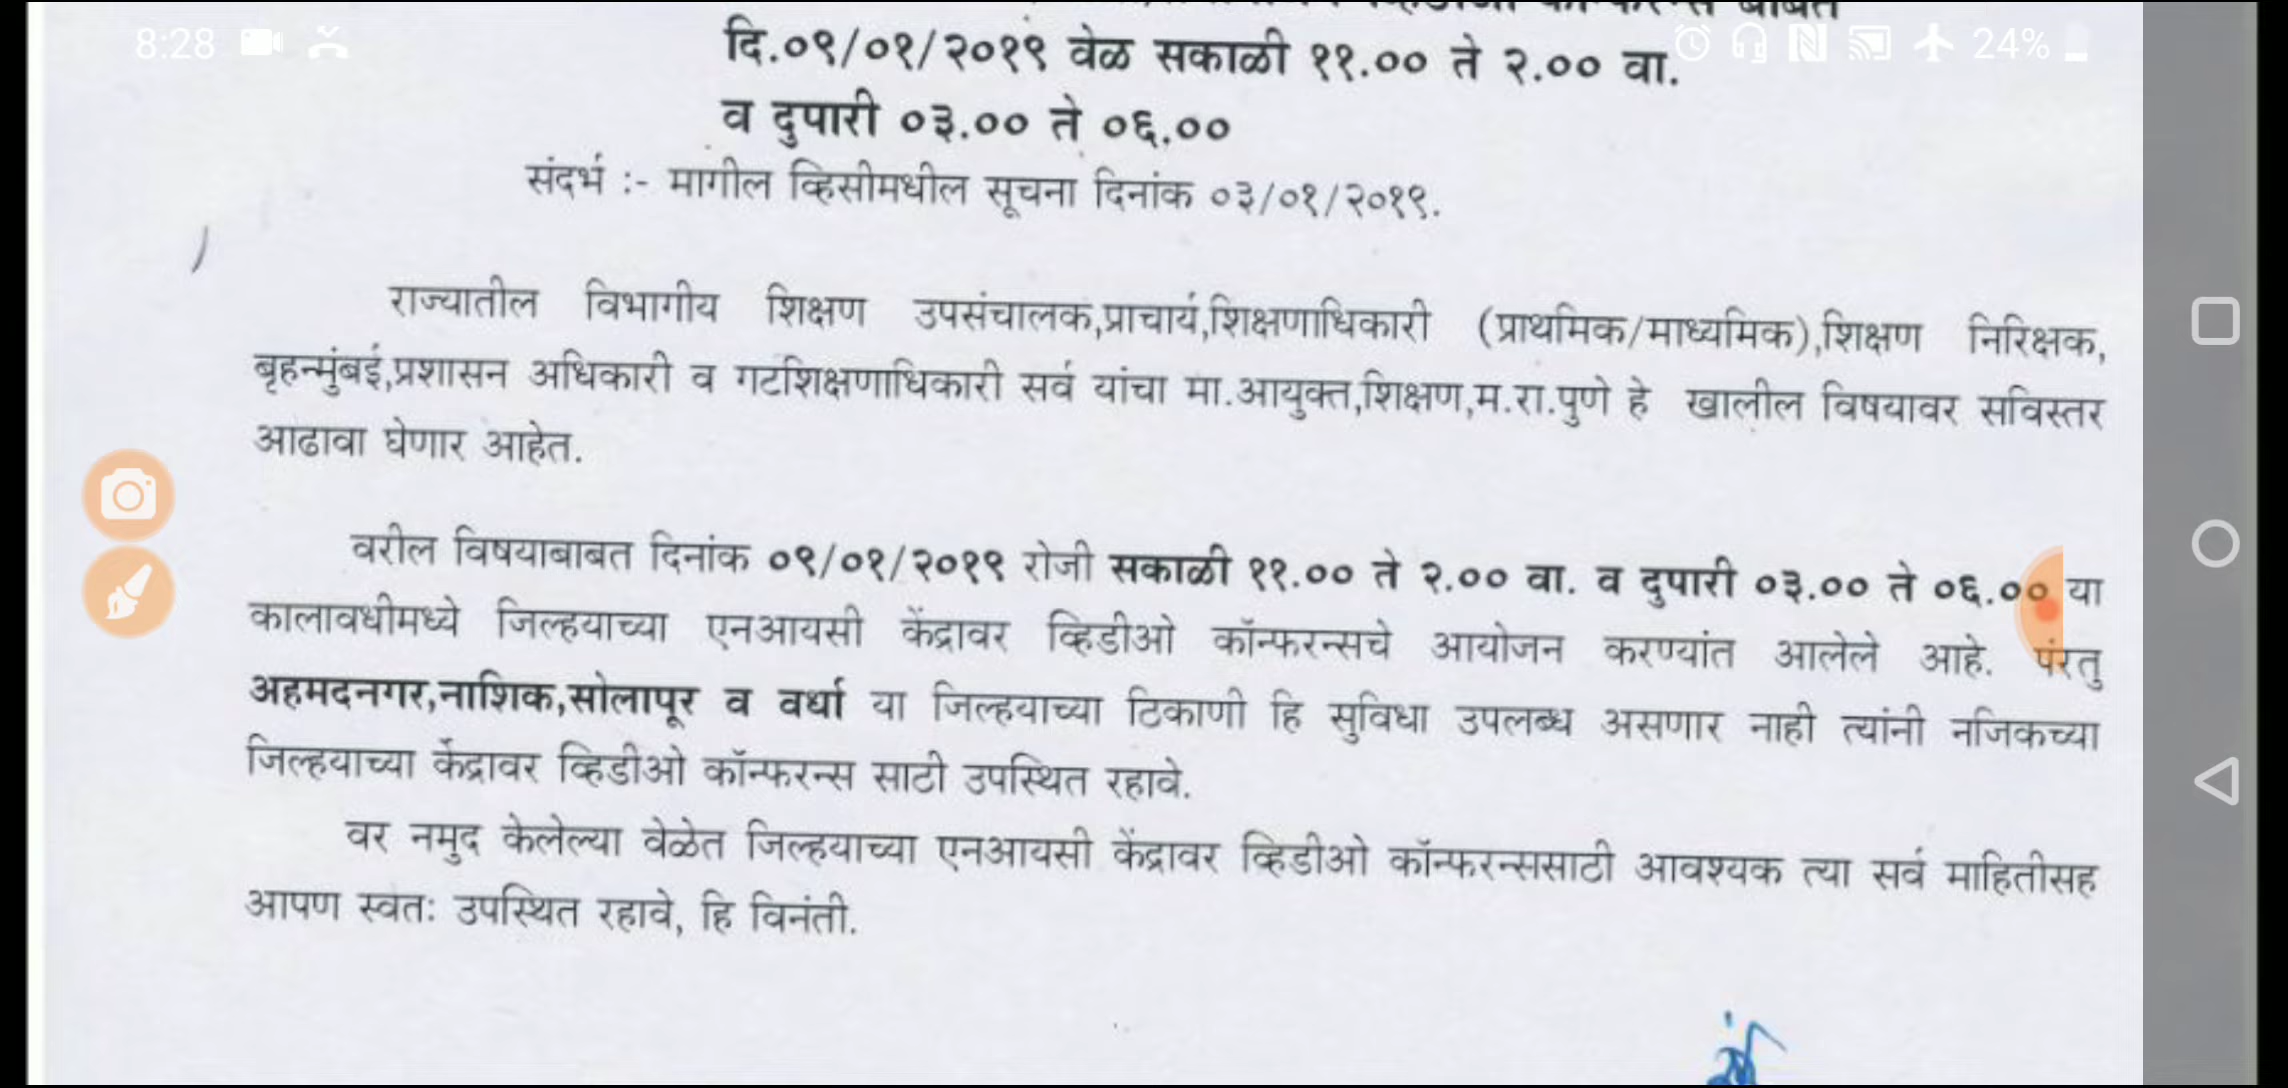 बाबत
8:28
24%
दि.०९/०१/२०१९ वेळ सकाळी ११.०० ते २.०० वा.
व दुपारी ०३.०० ते ०६.००
संदर्भ :- मागील व्हिसीमधील सूचना दिनांक ०३/०१/२०१९.
राज्यातील विभागीय शिक्षण उपसंचालक,प्राचार्य,शिक्षणाधिकारी (प्राथमिक/माध्यमिक),शिक्षण निरिक्षक,
बृहन्मुंबई,प्रशासन अधिकारी व गटशिक्षणाधिकारी सर्व यांचा मा.आयुक्त,शिक्षण,म.रा.पुणे हे खालील विषयावर सविस्तर
आढावा घेणार आहेत.
वरील विषयाबाबत दिनांक ०९/०१/२०१९ रोजी सकाळी ११.०० ते २.०० वा. व दुपारी ०३.०० ते ०६.०० या
कालावधीमध्ये जिल्हयाच्या एनआयसी केंद्रावर व्हिडीओ कॉन्फरन्सचे आयोजन करण्यांत आलेले आहे. पंरतु
अहमदनगर,नाशिक,सोलापूर व वर्धा या जिल्हयाच्या ठिकाणी हि सुविधा उपलब्ध असणार नाही त्यांनी नजिकच्या
जिल्हयाच्या केंद्रावर व्हिडीओ कॉन्फरन्स साटी उपस्थित रहावे.
वर नमुद केलेल्या वेळेत जिल्हयाच्या एनआयसी केंद्रावर व्हिडीओ कॉन्फरन्ससाटी आवश्यक त्या सर्व माहितीसह
आपण स्वतः उपस्थित रहावे, हि विनंती.